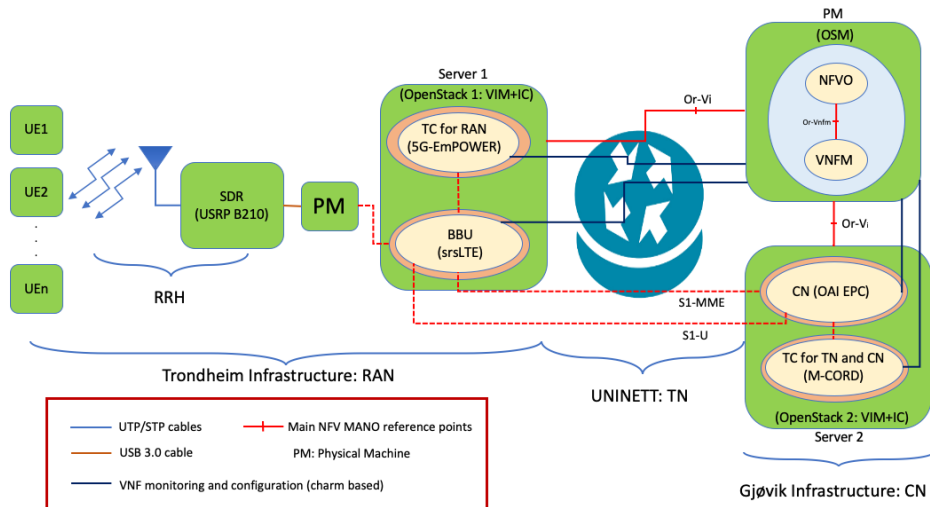 PM
(OSM)
Server 1
(OpenStack 1: VIM+IC)
NFVO
Or-Vi
Or-Vnfm
VNFM
UE1
TC for RAN
(5G-EmPOWER)
UE2
SDR
(USRP B210)
PM
.
.
.
BBU
(srsLTE)
Or-Vi
UEn
RRH
CN (OAI EPC)
S1-MME
S1-U
TC for TN and CN
(M-CORD)
Trondheim Infrastructure: RAN
UNINETT: TN
(OpenStack 2: VIM+IC)
Server 2
UTP/STP cables
Main NFV MANO reference points
USB 3.0 cable
PM: Physical Machine
VNF monitoring and configuration (charm based)
Gjøvik Infrastructure: CN